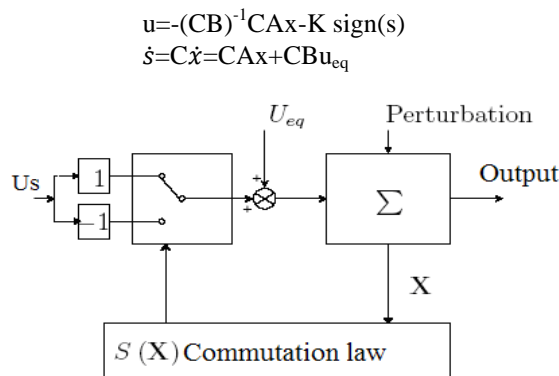 u=-(CB)⁻¹CAx-K sign(s)
ṡ=Cẋ=CAx+CBu_eq
U_eq
Perturbation
Us
1
-1
+
+
Σ
Output
X
S (X) Commutation law